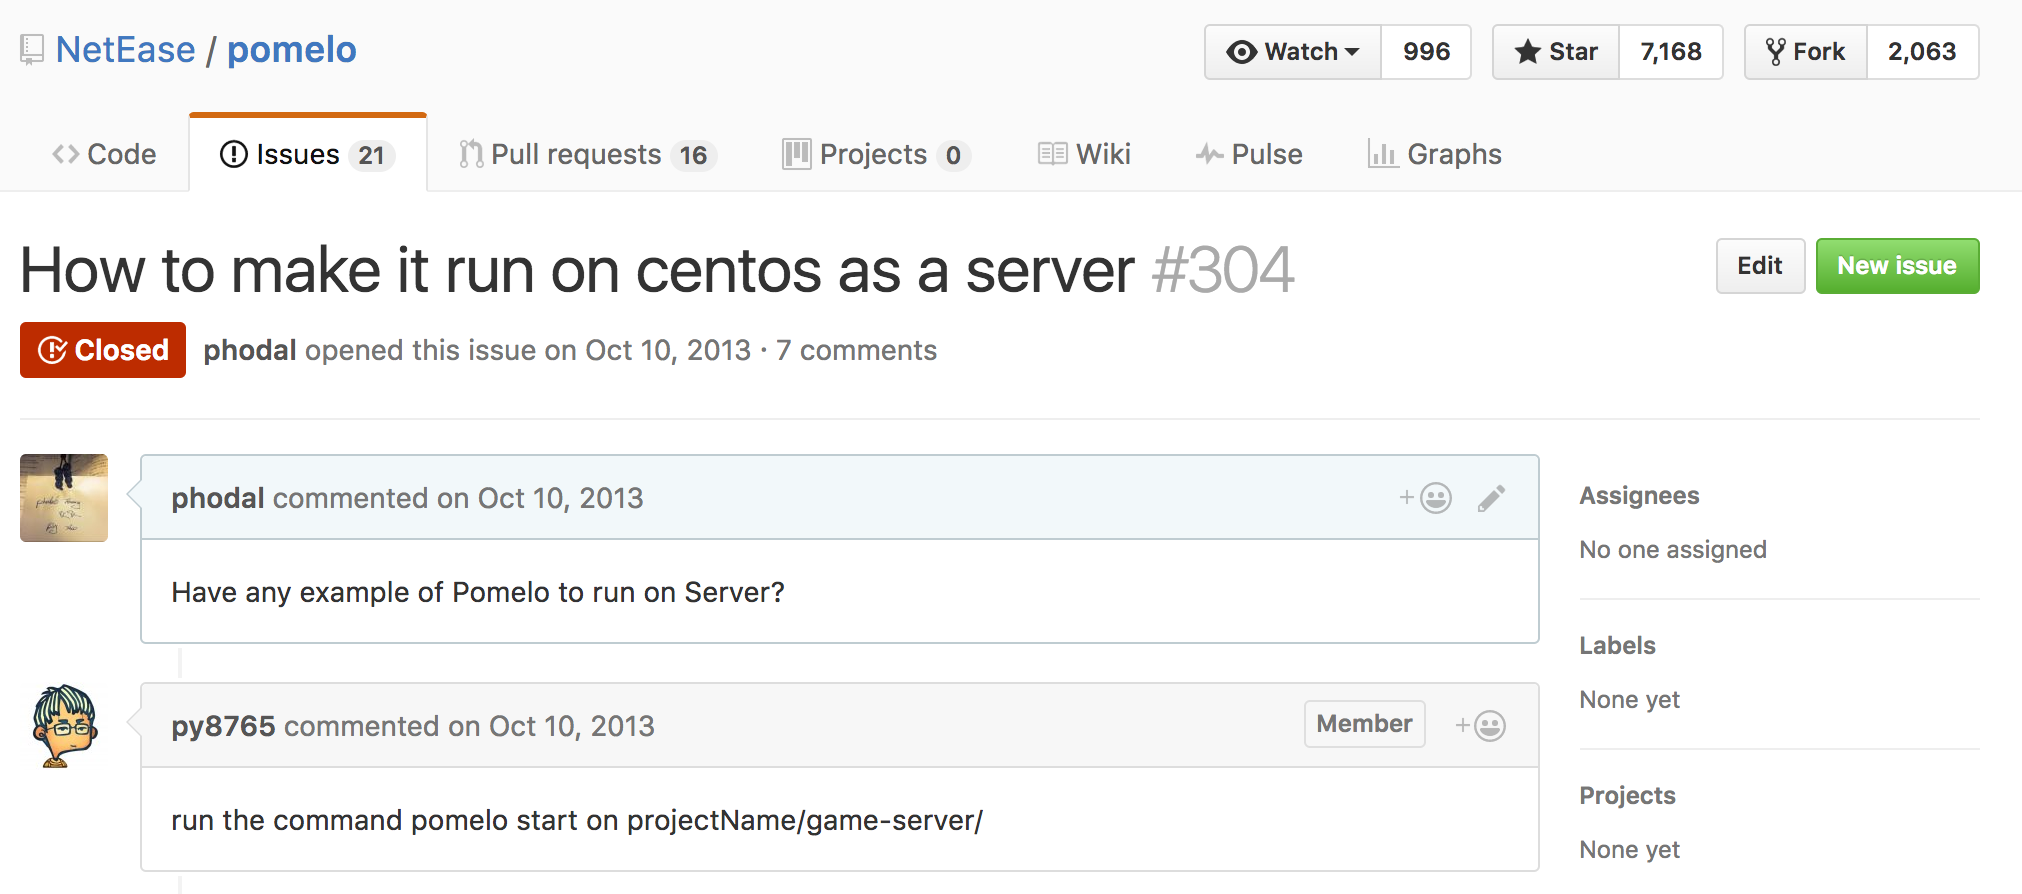 NetEase / pomelo
Watch 996 Star 7,168 Fork 2,063
Code Issues 21 Pull requests 16 Projects 0 Wiki Pulse Graphs
How to make it run on centos as a server #304
Edit New issue
Closed phodal opened this issue on Oct 10, 2013 · 7 comments
phodal commented on Oct 10, 2013
Have any example of Pomelo to run on Server?
py8765 commented on Oct 10, 2013 Member
run the command pomelo start on projectName/game-server/
Assignees
No one assigned
Labels
None yet
Projects
None yet